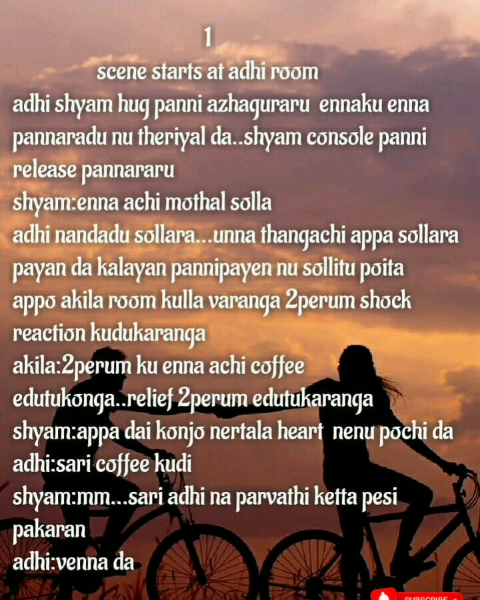 1
scene starts at adhi room
adhi shyam hug panni azhaguraru ennaku enna
pannaradu nu theriyal da..shyam console panni
release pannararu
shyam:enna achi mothal solla
adhi nandadu sollara...unna thangachi appa sollara
payan da kalayan pannipayen nu sollitu poita
appo akila room kulla varanga 2perum shock
reaction kudukaranga
akila:2perum ku enna achi coffee
edutukonga..relief 2perum edutukaranga
shyam:appa dai konjo nertala heart nenu pochi da
adhi:sari coffee kudi
shyam:mm...sari adhi na parvathi ketta pesi
pakaran
adhi:venna da
SUBSCRIBE